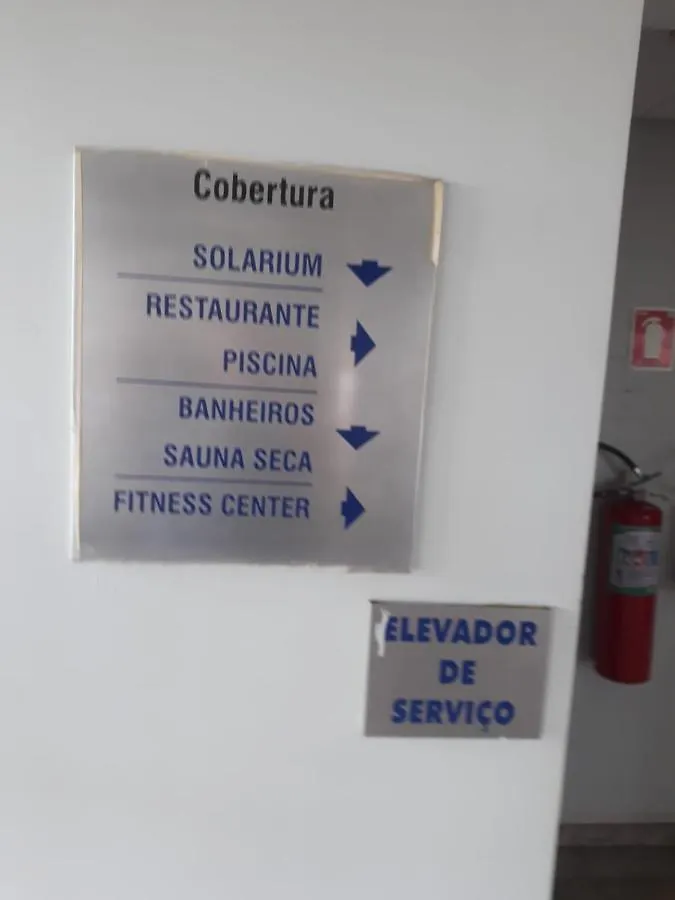 Cobertura
SOLARIUM
RESTAURANTE
PISCINA
BANHEIROS
SAUNA SECA
FITNESS CENTER
ELEVADOR
DE
SERVIÇO